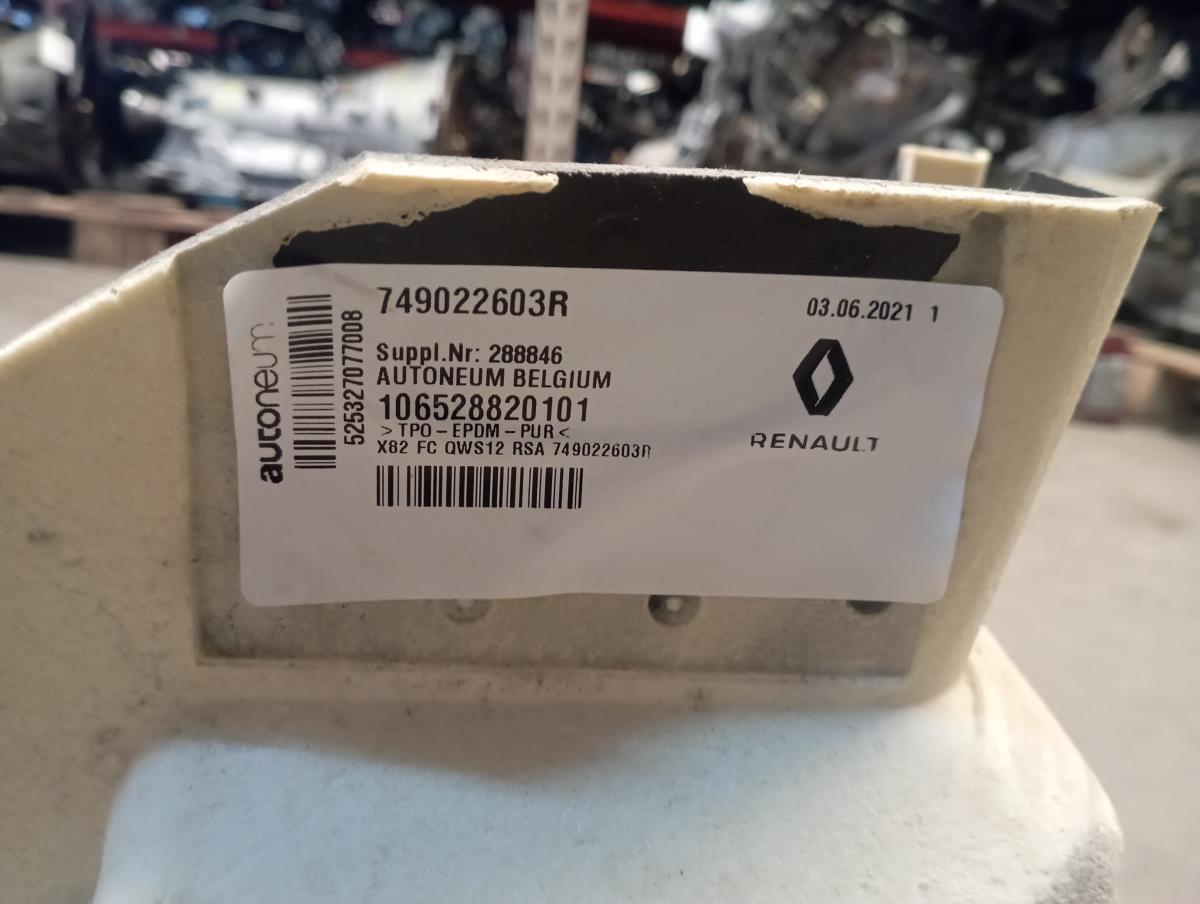 749022603R
03.06.2021 1
Suppl.Nr: 288846
AUTONEUM BELGIUM
106528820101
>TPO-EPDM-PUR<
X82 FC QWS12 RSA 749022603R
RENAULT
autoneum
525327077008